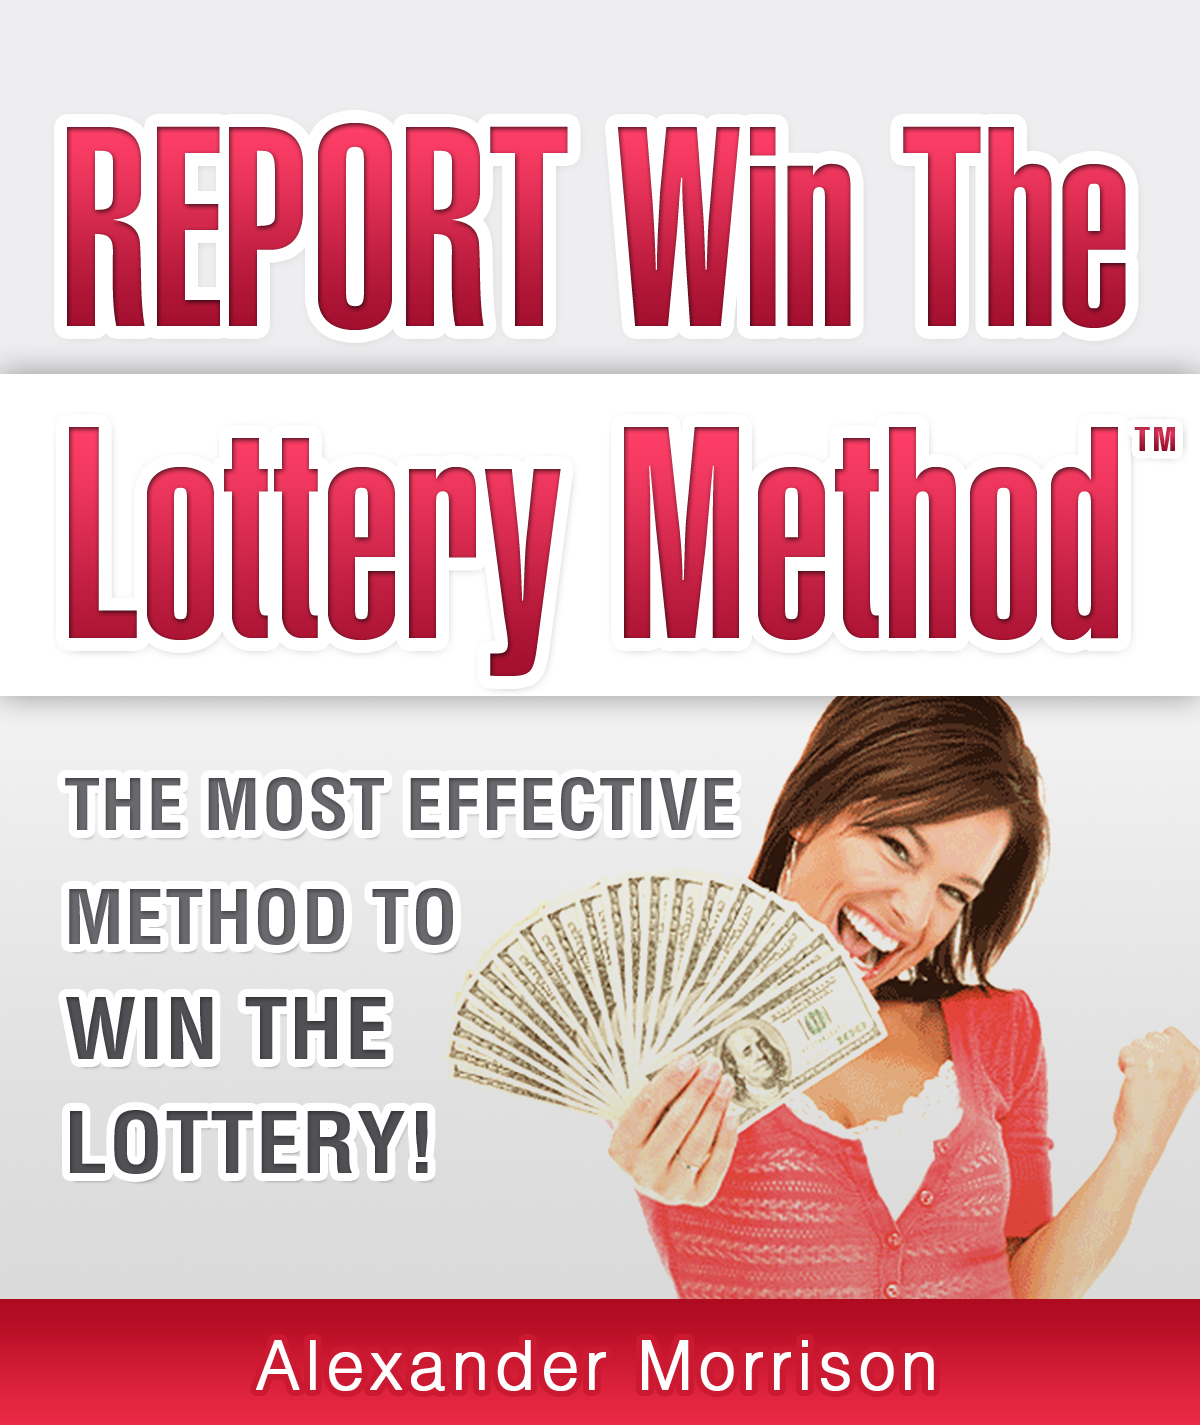 REPORT Win The
Lottery Method™
THE MOST EFFECTIVE
METHOD TO
WIN THE
LOTTERY!
Alexander Morrison